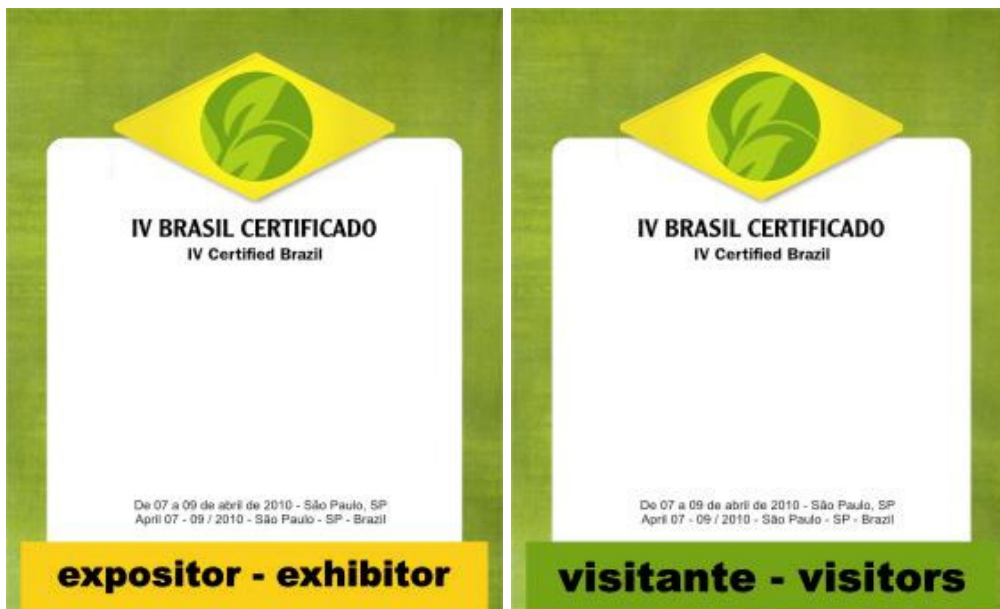 IV BRASIL CERTIFICADO
IV Certified Brazil
De 07 a 09 de abril de 2010 - São Paulo, SP
April 07 - 09 / 2010 - São Paulo - SP - Brazil
expositor - exhibitor
IV BRASIL CERTIFICADO
IV Certified Brazil
De 07 a 09 de abril de 2010 - São Paulo, SP
April 07 - 09 / 2010 - São Paulo - SP - Brazil
visitante - visitors